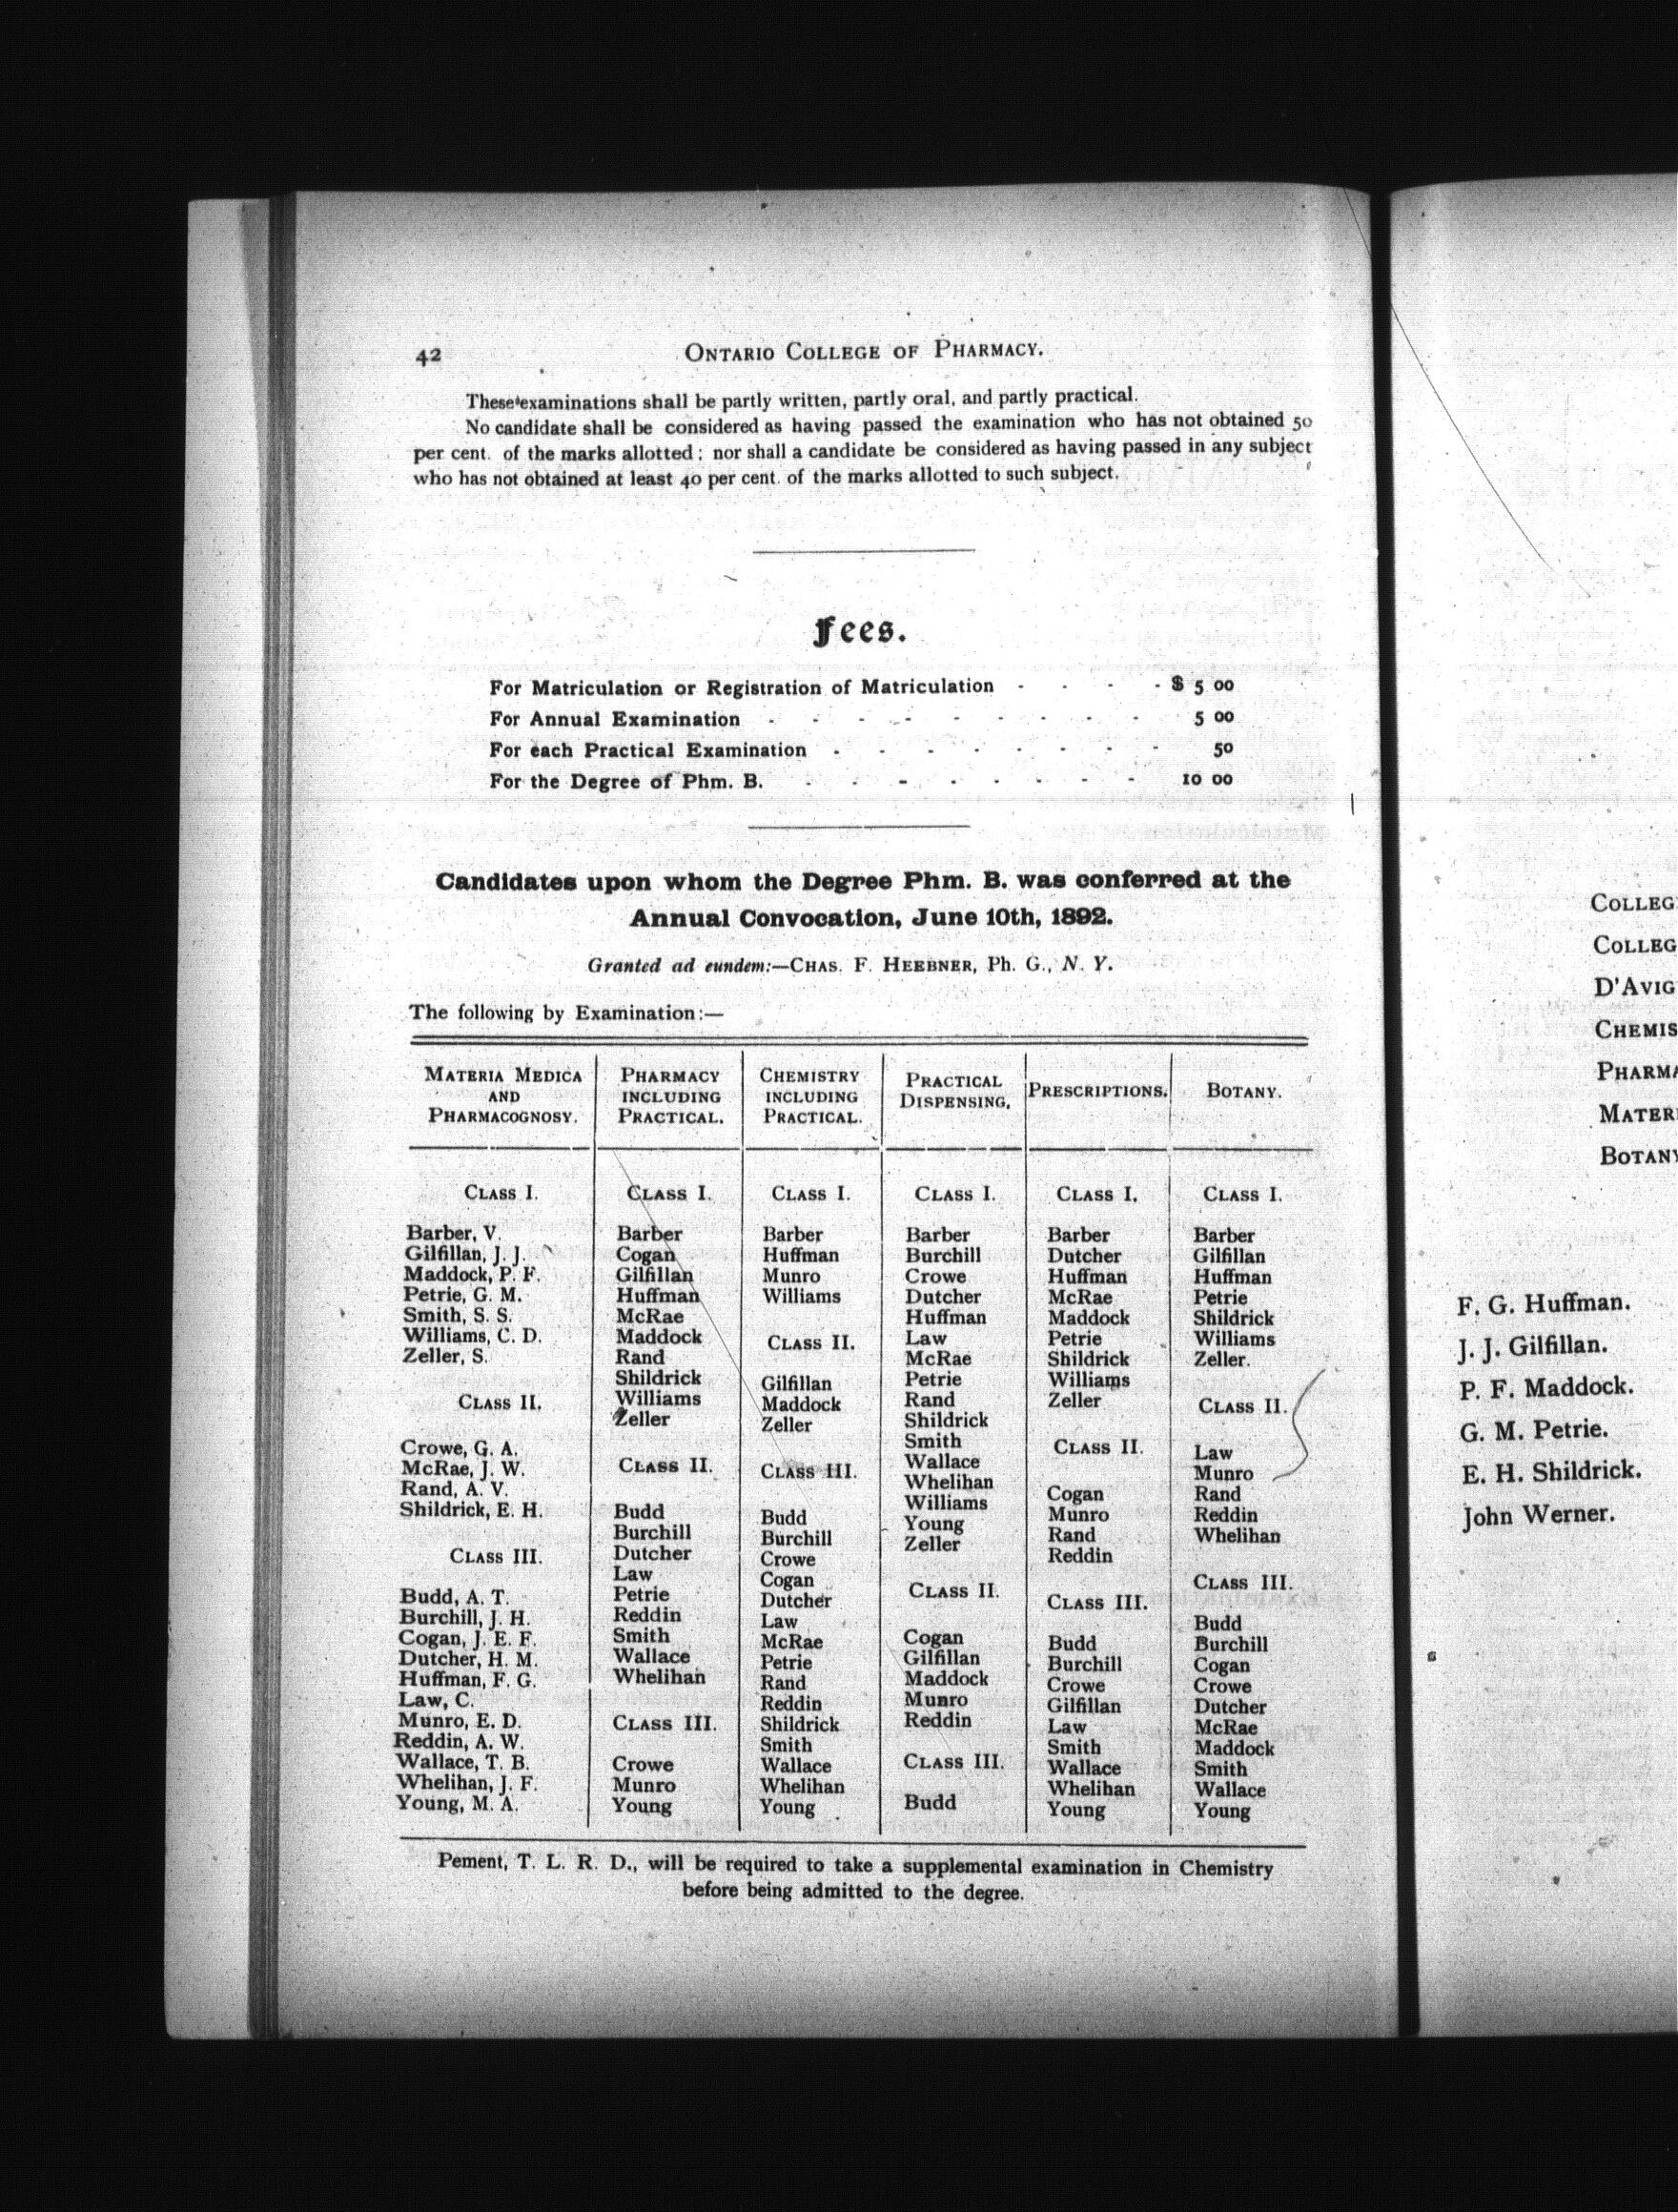 42 ONTARIO COLLEGE OF PHARMACY.
These examinations shall be partly written, partly oral, and partly practical.
No candidate shall be considered as having passed the examination who has not obtained 50
per cent. of the marks allotted; nor shall a candidate be considered as having passed in any subject
who has not obtained at least 40 per cent. of the marks allotted to such subject.
Fees.
For Matriculation or Registration of Matriculation - - - - $ 5 00
For Annual Examination - - - - - - - - - 5 00
For each Practical Examination - - - - - - - - 50
For the Degree of Phm. B. - - - - - - - - 10 00
Candidates upon whom the Degree Phm. B. was conferred at the
Annual Convocation, June 10th, 1892.
Granted ad eundem:—CHAS. F. HEEBNER, Ph. G., N. Y.
The following by Examination:—
MATERIA MEDICA
AND
PHARMACOGNOSY.
CLASS I.
Barber, V.
Gilfillan, J. J.
Maddock, P. F.
Petrie, G. M.
Smith, S. S.
Williams, C. D.
Zeller, S.
CLASS II.
Crowe, G. A.
McRae, J. W.
Rand, A. V.
Shildrick, E. H.
CLASS III.
Budd, A. T.
Burchill, J. H.
Cogan, J. E. F.
Dutcher, H. M.
Huffman, F. G.
Law, C.
Munro, E. D.
Reddin, A. W.
Wallace, T. B.
Whelihan, J. F.
Young, M. A.
PHARMACY
INCLUDING
PRACTICAL.
CLASS I.
Barber
Cogan
Gilfillan
Huffman
McRae
Maddock
Rand
Shildrick
Williams
Zeller
CLASS II.
Budd
Burchill
Dutcher
Law
Petrie
Reddin
Smith
Wallace
Whelihan
CLASS III.
Crowe
Munro
Young
CHEMISTRY
INCLUDING
PRACTICAL.
CLASS I.
Barber
Huffman
Munro
Williams
CLASS II.
Gilfillan
Maddock
Zeller
CLASS III.
Budd
Burchill
Crowe
Cogan
Dutcher
Law
McRae
Petrie
Rand
Reddin
Shildrick
Smith
Wallace
Whelihan
Young
PRACTICAL
DISPENSING.
CLASS I.
Barber
Burchill
Crowe
Dutcher
Huffman
Law
McRae
Petrie
Rand
Shildrick
Smith
Wallace
Whelihan
Williams
Young
Zeller
CLASS II.
Cogan
Gilfillan
Maddock
Munro
Reddin
CLASS III.
Budd
PRESCRIPTIONS.
CLASS I.
Barber
Dutcher
Huffman
McRae
Maddock
Petrie
Shildrick
Williams
Zeller
CLASS II.
Cogan
Munro
Rand
Reddin
CLASS III.
Budd
Burchill
Crowe
Gilfillan
Law
Smith
Wallace
Whelihan
Young
BOTANY.
CLASS I.
Barber
Gilfillan
Huffman
Petrie
Shildrick
Williams
Zeller.
CLASS II.
Law
Munro
Rand
Reddin
Whelihan
CLASS III.
Budd
Burchill
Cogan
Crowe
Dutcher
McRae
Maddock
Smith
Wallace
Young
Pement, T. L. R. D., will be required to take a supplemental examination in Chemistry
before being admitted to the degree.
COLLEG
COLLEG
D'AVIG
CHEMIS
PHARMA
MATER
BOTANY
F. G. Huffman.
J. J. Gilfillan.
P. F. Maddock.
G. M. Petrie.
E. H. Shildrick.
John Werner.